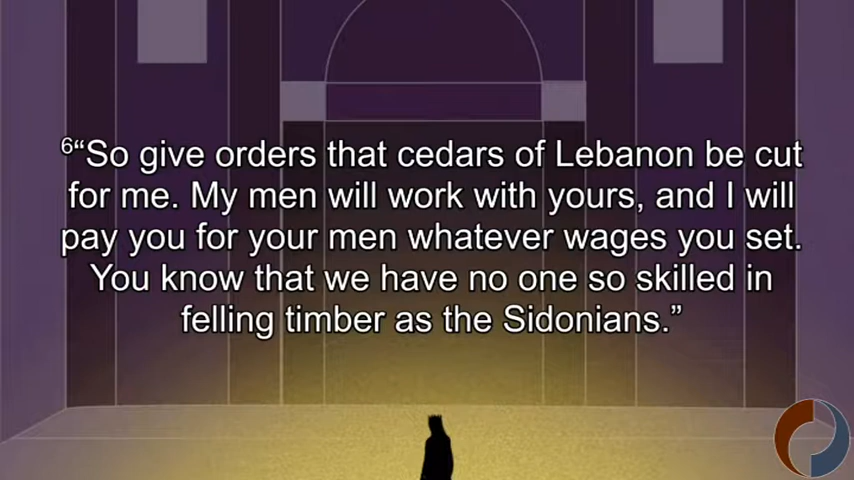 ⁶“So give orders that cedars of Lebanon be cut
for me. My men will work with yours, and I will
pay you for your men whatever wages you set.
You know that we have no one so skilled in
felling timber as the Sidonians.”